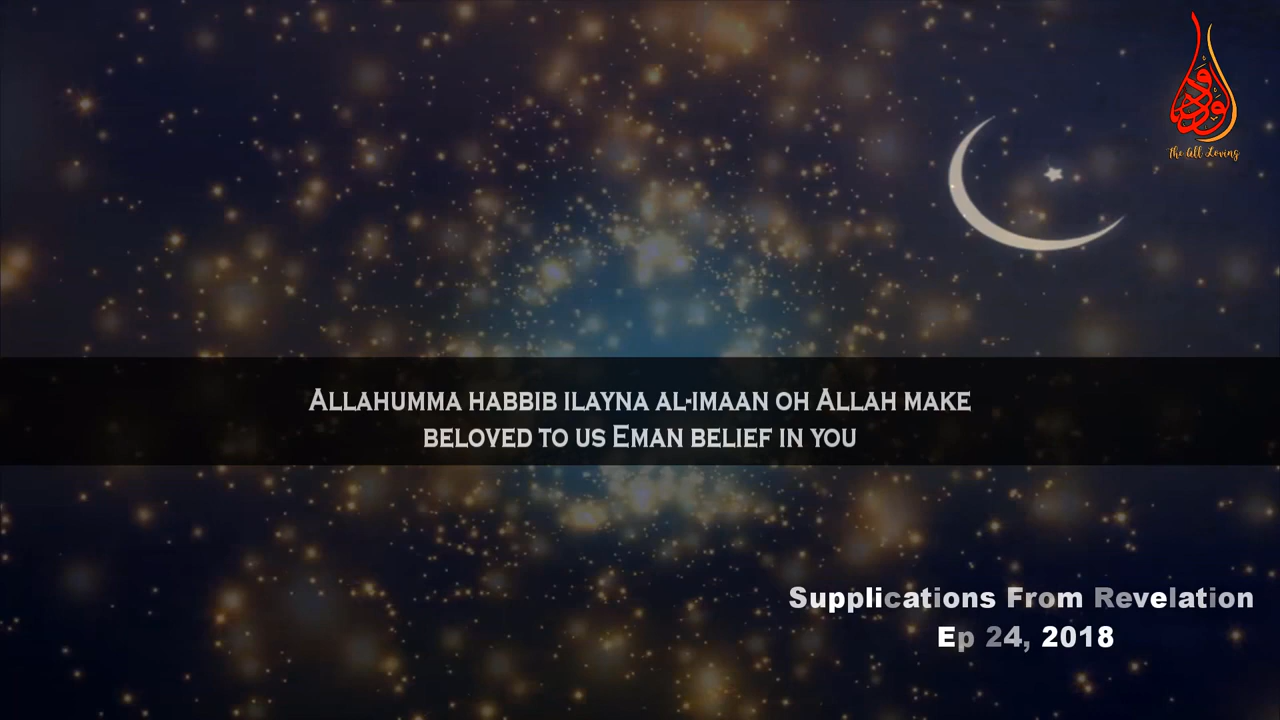 الودود
The All Loving
Allahumma habbib ilayna al-imaan oh Allah make
beloved to us Eman belief in you
Supplications From Revelation
Ep 24, 2018